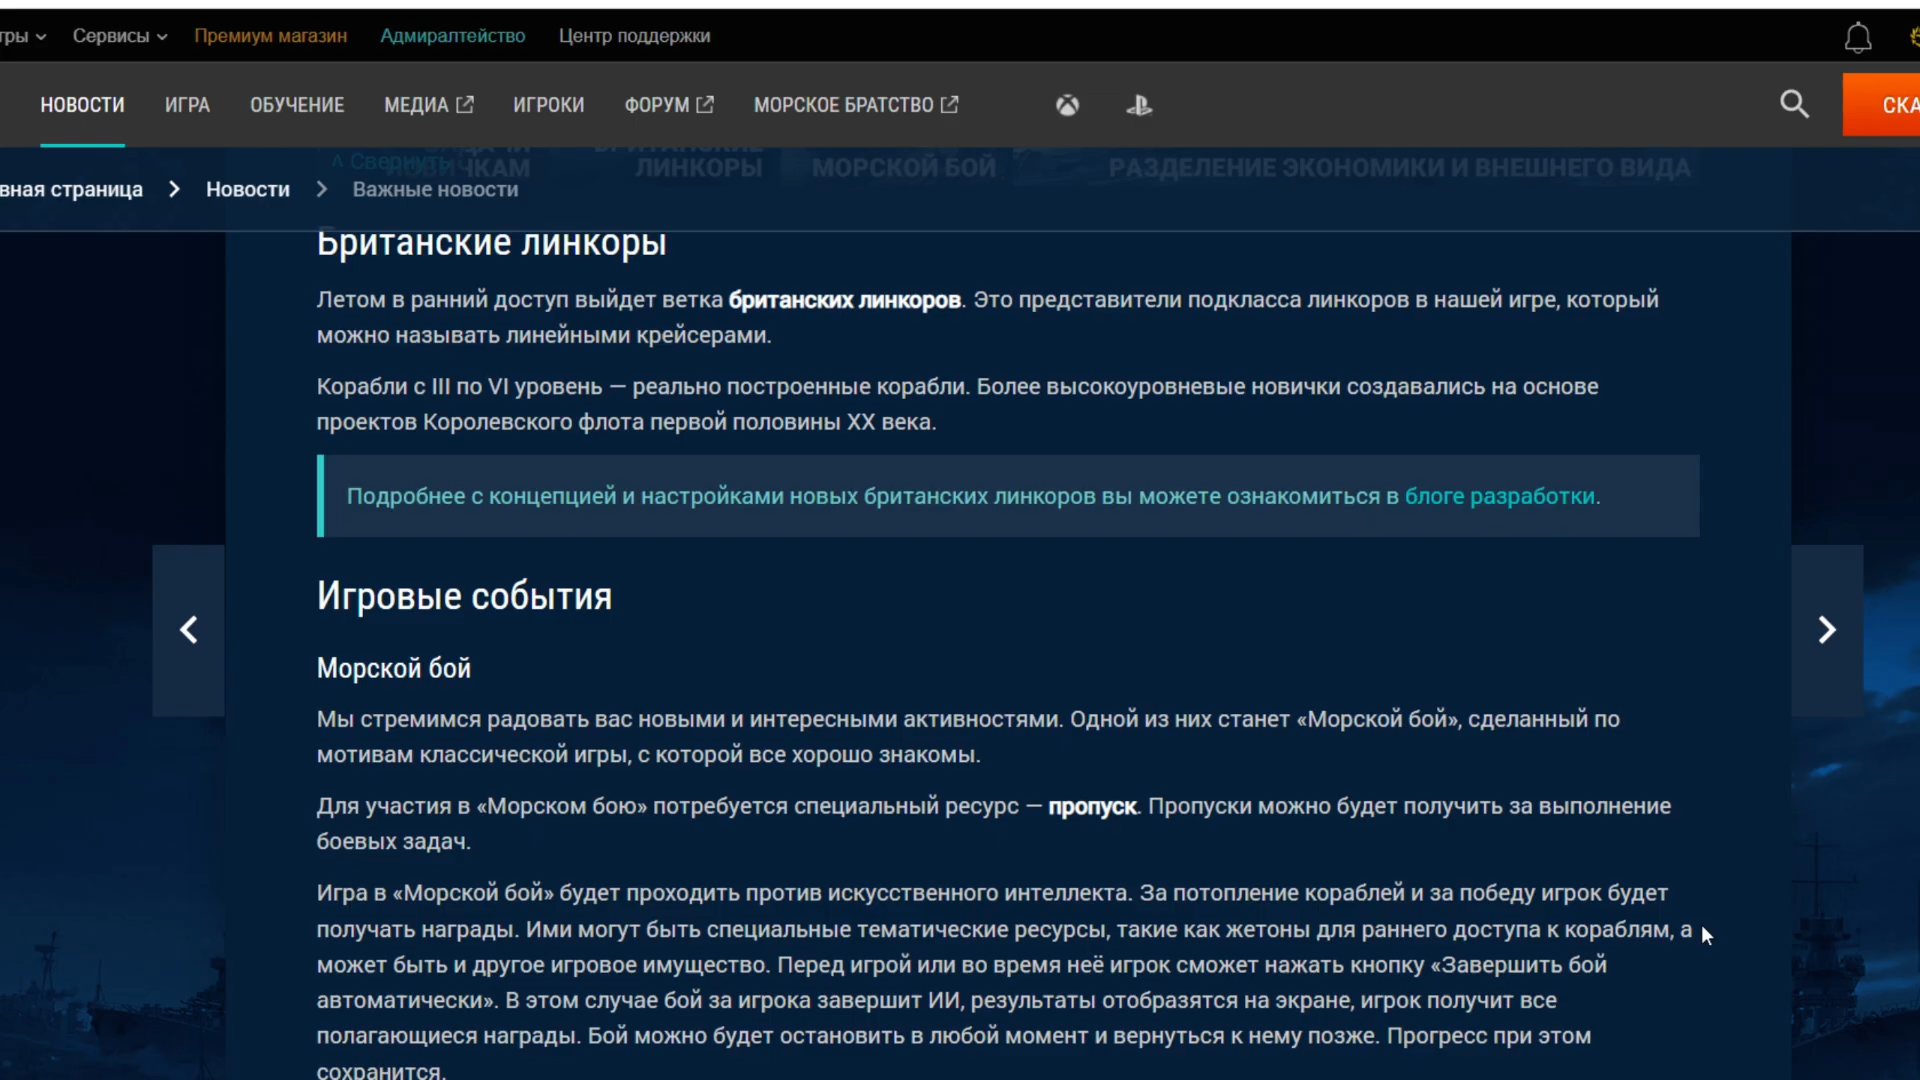 гры
Сервисы
Премиум магазин
Адмиралтейство
Центр поддержки
НОВОСТИ
ИГРА
ОБУЧЕНИЕ
МЕДИА
ИГРОКИ
ФОРУМ
МОРСКОЕ БРАТСТВО
СКА
Свернуть
ЛИНКОРЫ
МОРСКОЙ БОЙ
РАЗДЕЛЕНИЕ ЭКОНОМИКИ И ВНЕШНЕГО ВИДА
вная страница
Новости
Важные новости
Британские линкоры
Летом в ранний доступ выйдет ветка британских линкоров. Это представители подкласса линкоров в нашей игре, который
можно называть линейными крейсерами.
Корабли с III по VI уровень — реально построенные корабли. Более высокоуровневые новички создавались на основе
проектов Королевского флота первой половины XX века.
Подробнее с концепцией и настройками новых британских линкоров вы можете ознакомиться в блоге разработки.
Игровые события
Морской бой
Мы стремимся радовать вас новыми и интересными активностями. Одной из них станет «Морской бой», сделанный по
мотивам классической игры, с которой все хорошо знакомы.
Для участия в «Морском бою» потребуется специальный ресурс — пропуск. Пропуски можно будет получить за выполнение
боевых задач.
Игра в «Морской бой» будет проходить против искусственного интеллекта. За потопление кораблей и за победу игрок будет
получать награды. Ими могут быть специальные тематические ресурсы, такие как жетоны для раннего доступа к кораблям, а
может быть и другое игровое имущество. Перед игрой или во время неё игрок сможет нажать кнопку «Завершить бой
автоматически». В этом случае бой за игрока завершит ИИ, результаты отобразятся на экране, игрок получит все
полагающиеся награды. Бой можно будет остановить в любой момент и вернуться к нему позже. Прогресс при этом
сохранится.